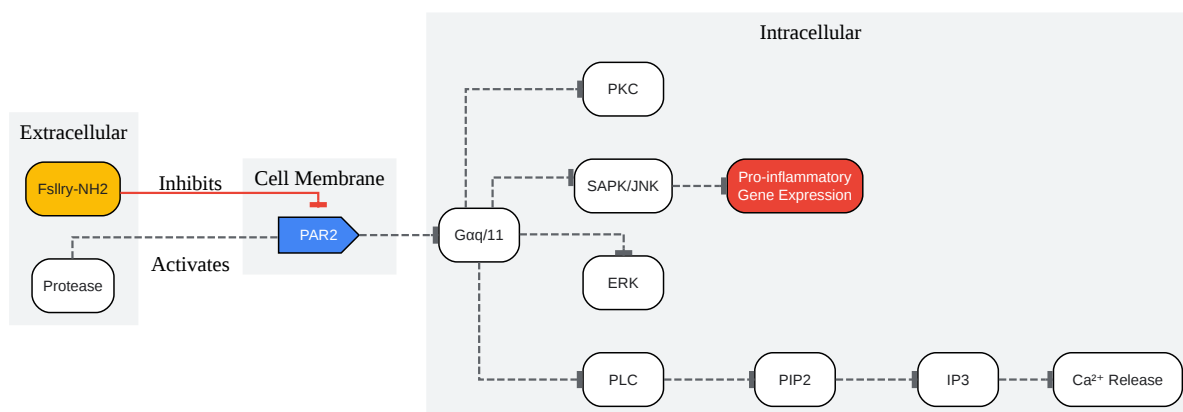 Intracellular
PKC
Extracellular
Fsllry-NH2
Inhibits
Cell Membrane
SAPK/JNK
Pro-inflammatory
Gene Expression
PAR2
Gαq/11
Activates
Protease
ERK
PLC
PIP2
IP3
Ca²⁺ Release